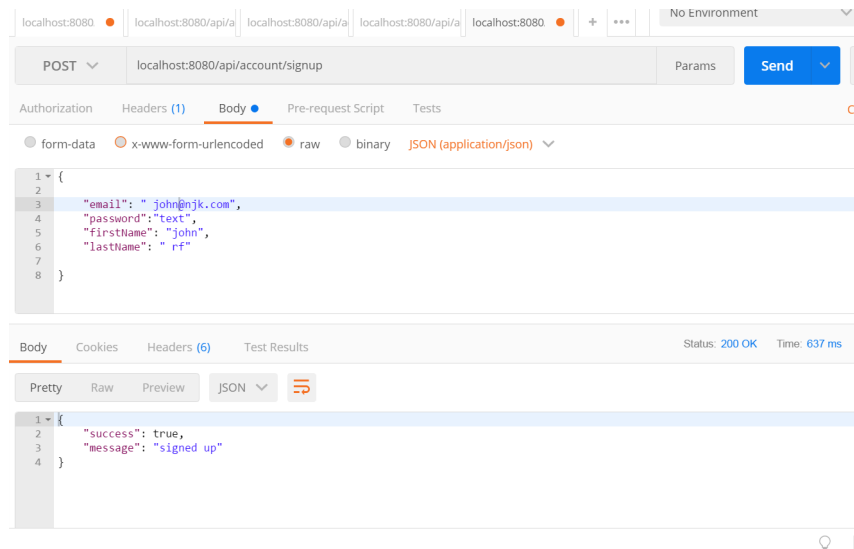 localhost:8080 localhost:8080/api/a localhost:8080/api/a localhost:8080/api/a localhost:8080. + ••• No Environment
POST localhost:8080/api/account/signup Params Send
Authorization Headers (1) Body Pre-request Script Tests
form-data x-www-form-urlencoded raw binary JSON (application/json)
1 {
2
3 "email": " john@njk.com",
4 "password":"text",
5 "firstName": "john",
6 "lastName": " rf"
7
8 }
Body Cookies Headers (6) Test Results Status: 200 OK Time: 637 ms
Pretty Raw Preview JSON
1 {
2 "success": true,
3 "message": "signed up"
4 }